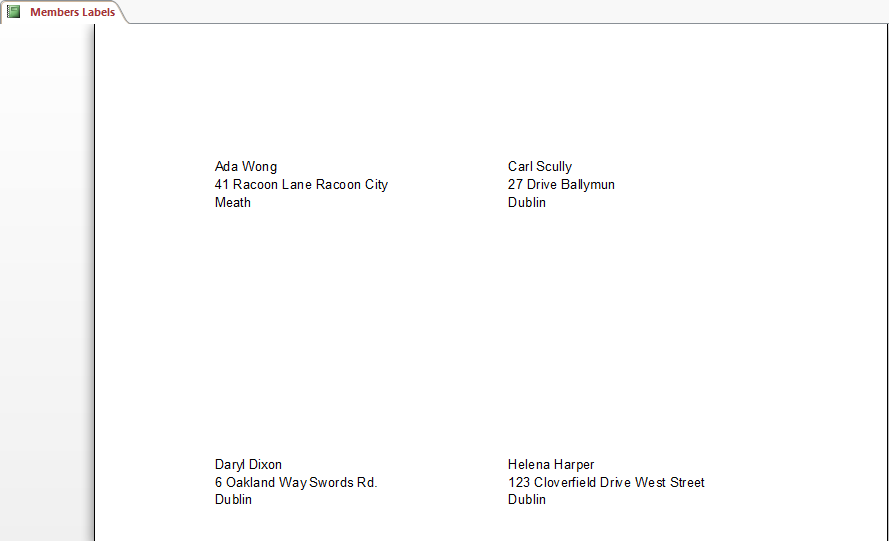 Members Labels
Ada Wong
41 Racoon Lane Racoon City
Meath
Carl Scully
27 Drive Ballymun
Dublin
Daryl Dixon
6 Oakland Way Swords Rd.
Dublin
Helena Harper
123 Cloverfield Drive West Street
Dublin